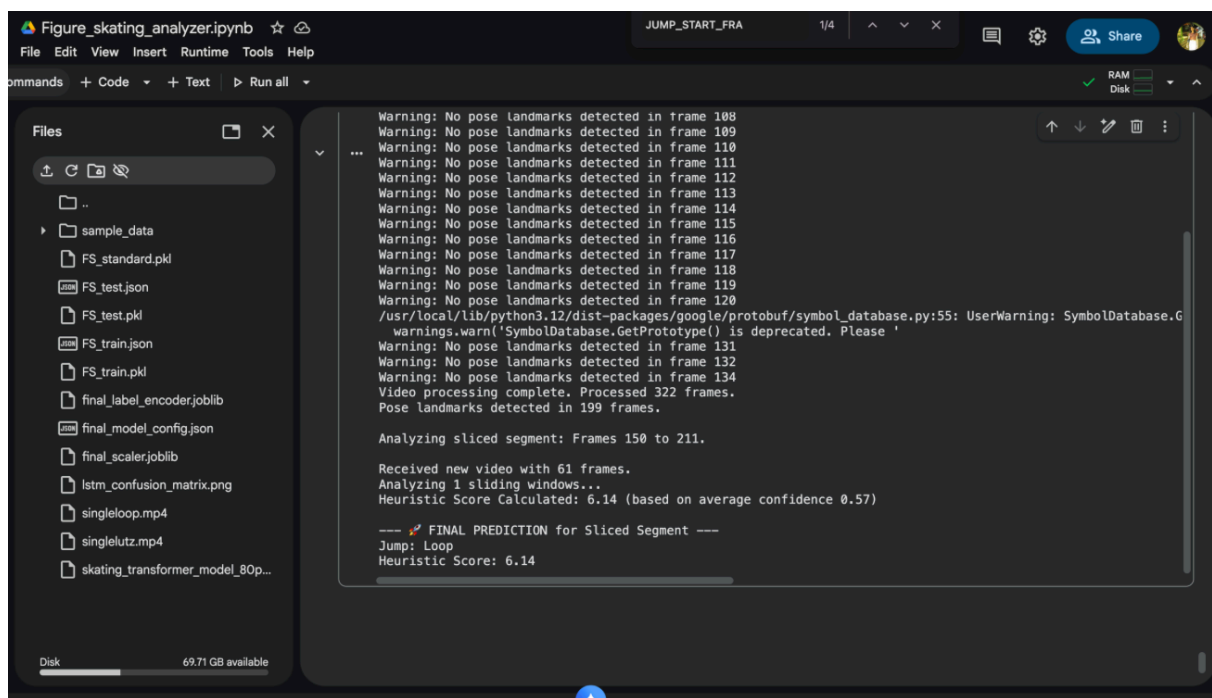 Figure_skating_analyzer.ipynb
JUMP_START_FRA 1/4
Share
File Edit View Insert Runtime Tools Help
ommands + Code + Text Run all
RAM
Disk
Files
..
sample_data
FS_standard.pkl
FS_test.json
FS_test.pkl
FS_train.json
FS_train.pkl
final_label_encoder.joblib
final_model_config.json
final_scaler.joblib
lstm_confusion_matrix.png
singleloop.mp4
singlelutz.mp4
skating_transformer_model_80p...
Disk 69.71 GB available
Warning: No pose landmarks detected in frame 108
Warning: No pose landmarks detected in frame 109
Warning: No pose landmarks detected in frame 110
Warning: No pose landmarks detected in frame 111
Warning: No pose landmarks detected in frame 112
Warning: No pose landmarks detected in frame 113
Warning: No pose landmarks detected in frame 114
Warning: No pose landmarks detected in frame 115
Warning: No pose landmarks detected in frame 116
Warning: No pose landmarks detected in frame 117
Warning: No pose landmarks detected in frame 118
Warning: No pose landmarks detected in frame 119
Warning: No pose landmarks detected in frame 120
/usr/local/lib/python3.12/dist-packages/google/protobuf/symbol_database.py:55: UserWarning: SymbolDatabase.G
warnings.warn('SymbolDatabase.GetPrototype() is deprecated. Please '
Warning: No pose landmarks detected in frame 131
Warning: No pose landmarks detected in frame 132
Warning: No pose landmarks detected in frame 134
Video processing complete. Processed 322 frames.
Pose landmarks detected in 199 frames.
Analyzing sliced segment: Frames 150 to 211.
Received new video with 61 frames.
Analyzing 1 sliding windows...
Heuristic Score Calculated: 6.14 (based on average confidence 0.57)
--- 🚀 FINAL PREDICTION for Sliced Segment ---
Jump: Loop
Heuristic Score: 6.14